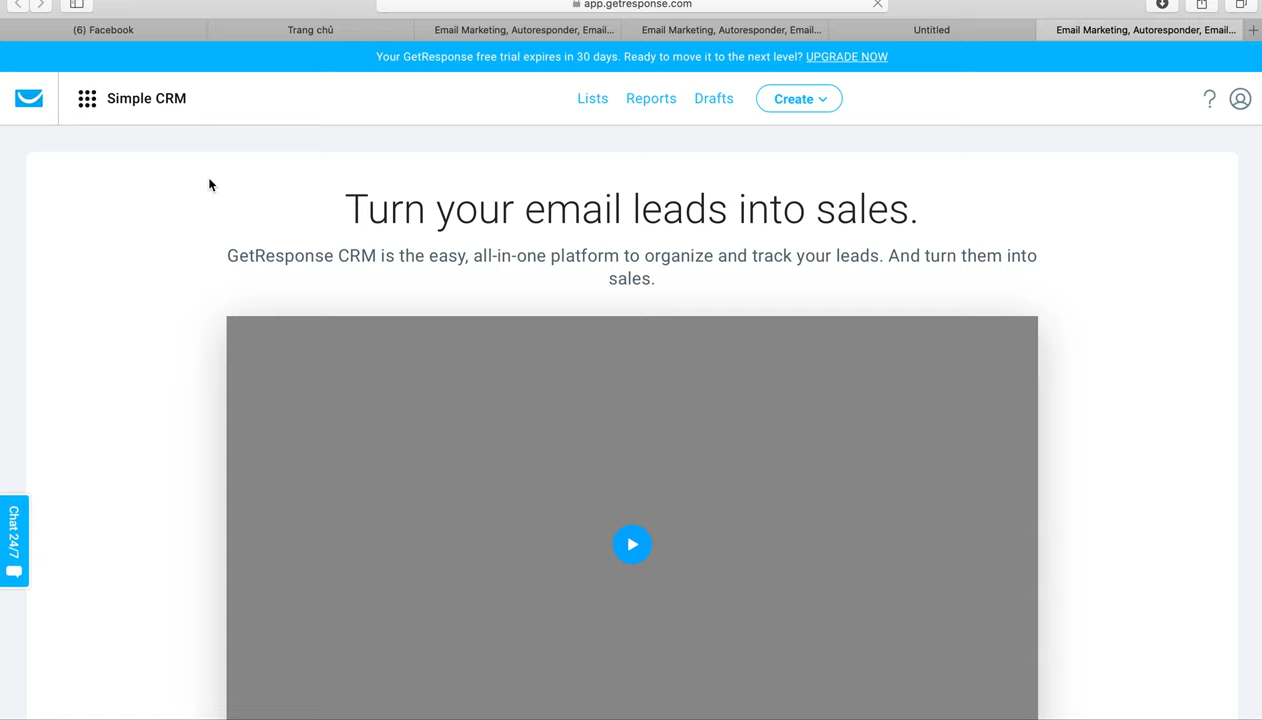 app.getresponse.com
(6) Facebook
Trang chủ
Email Marketing, Autoresponder, Email...
Email Marketing, Autoresponder, Email...
Untitled
Email Marketing, Autoresponder, Email...
Your GetResponse free trial expires in 30 days. Ready to move it to the next level? UPGRADE NOW
Simple CRM
Lists
Reports
Drafts
Create
?
Turn your email leads into sales.
GetResponse CRM is the easy, all-in-one platform to organize and track your leads. And turn them into
sales.
Chat 24/7